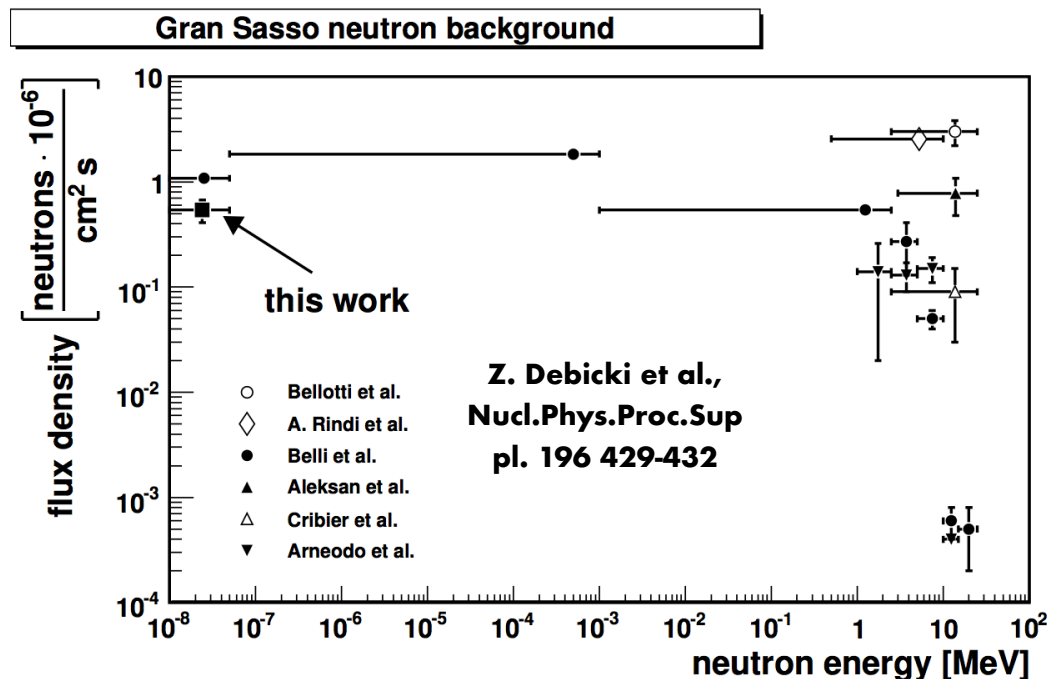 Gran Sasso neutron background
flux density [neutrons · 10⁻⁶ / cm² s]
10
1
10⁻¹
10⁻²
10⁻³
10⁻⁴
this work
Z. Debicki et al.,
Nucl.Phys.Proc.Sup
pl. 196 429-432
Bellotti et al.
A. Rindi et al.
Belli et al.
Aleksan et al.
Cribier et al.
Arneodo et al.
10⁻⁸ 10⁻⁷ 10⁻⁶ 10⁻⁵ 10⁻⁴ 10⁻³ 10⁻² 10⁻¹ 1 10 10²
neutron energy [MeV]